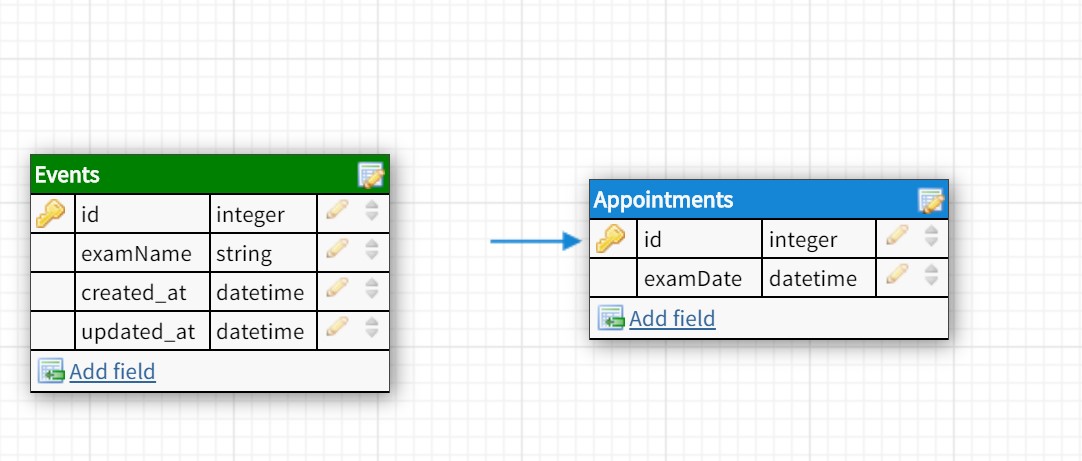 Events
id integer
examName string
created_at datetime
updated_at datetime
Add field
Appointments
id integer
examDate datetime
Add field